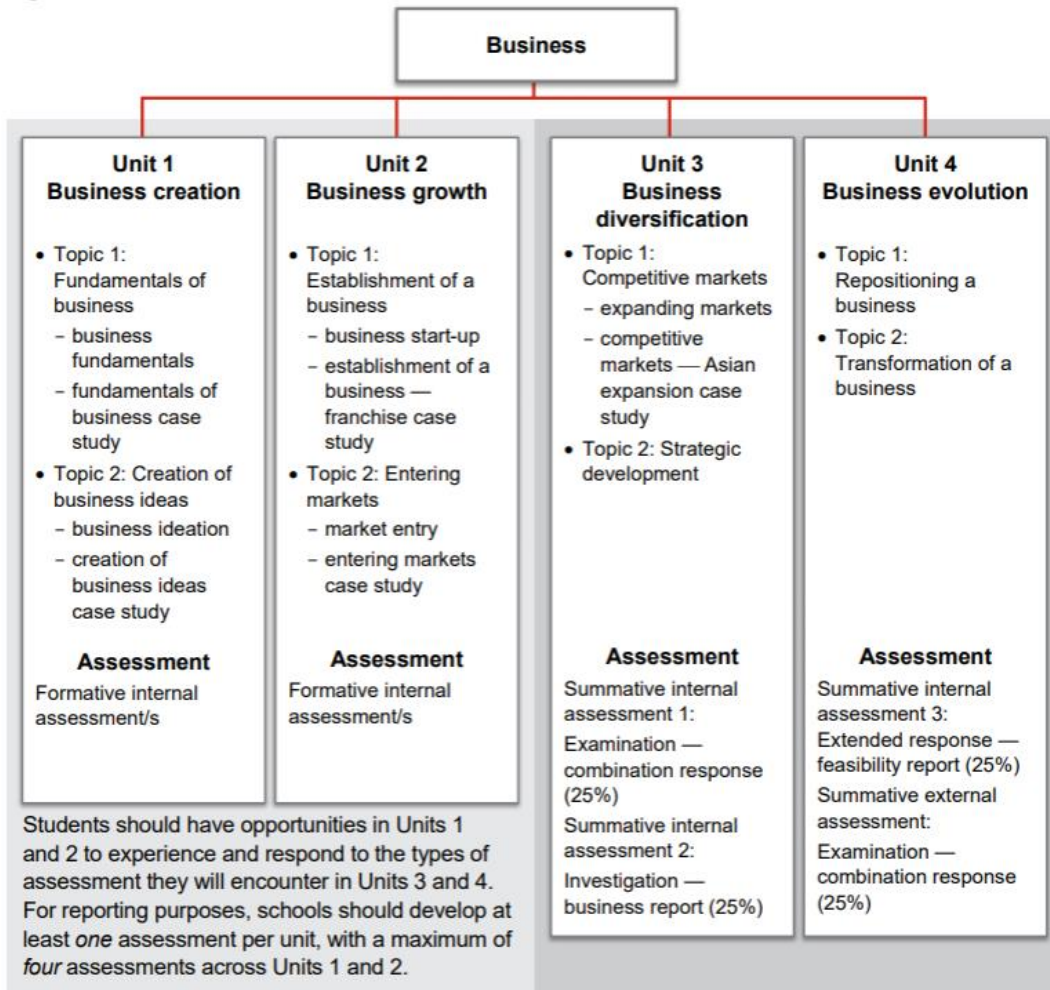 Business
Unit 1
Business creation
• Topic 1:
Fundamentals of
business
- business
fundamentals
- fundamentals of
business case
study
• Topic 2: Creation of
business ideas
- business ideation
- creation of
business ideas
case study
Assessment
Formative internal
assessment/s
Unit 2
Business growth
• Topic 1:
Establishment of a
business
- business start-up
- establishment of a
business —
franchise case
study
• Topic 2: Entering
markets
- market entry
- entering markets
case study
Assessment
Formative internal
assessment/s
Students should have opportunities in Units 1
and 2 to experience and respond to the types of
assessment they will encounter in Units 3 and 4.
For reporting purposes, schools should develop at
least one assessment per unit, with a maximum of
four assessments across Units 1 and 2.
Unit 3
Business
diversification
• Topic 1:
Competitive markets
- expanding markets
- competitive
markets — Asian
expansion case
study
• Topic 2: Strategic
development
Assessment
Summative internal
assessment 1:
Examination —
combination response
(25%)
Summative internal
assessment 2:
Investigation —
business report (25%)
Unit 4
Business evolution
• Topic 1:
Repositioning a
business
• Topic 2:
Transformation of a
business
Assessment
Summative internal
assessment 3:
Extended response —
feasibility report (25%)
Summative external
assessment:
Examination —
combination response
(25%)